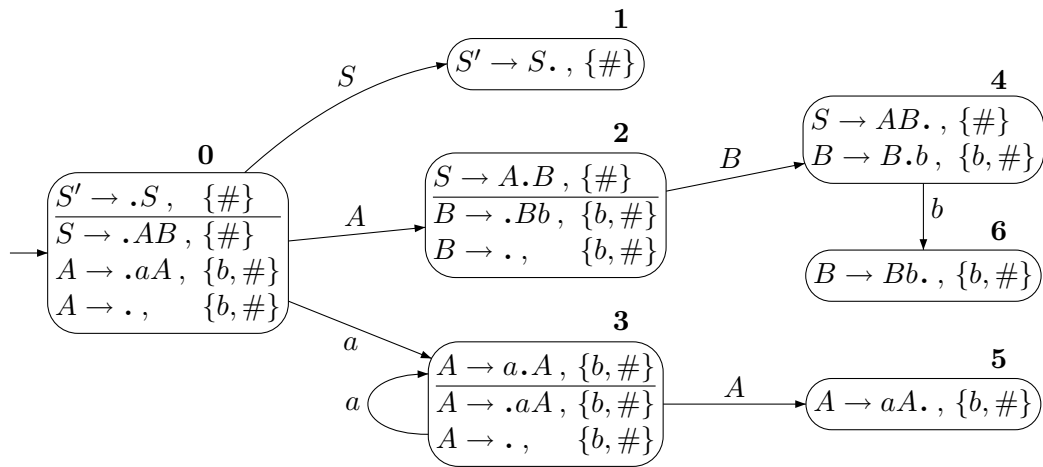 1
S′ → S. , {#}
S
0
S′ → .S , {#}
S → .AB , {#}
A → .aA , {b, #}
A → . , {b, #}
A
2
S → A.B , {#}
B → .Bb , {b, #}
B → . , {b, #}
B
4
S → AB. , {#}
B → B.b , {b, #}
b
6
B → Bb. , {b, #}
a
3
A → a.A , {b, #}
A → .aA , {b, #}
A → . , {b, #}
a
A
5
A → aA. , {b, #}